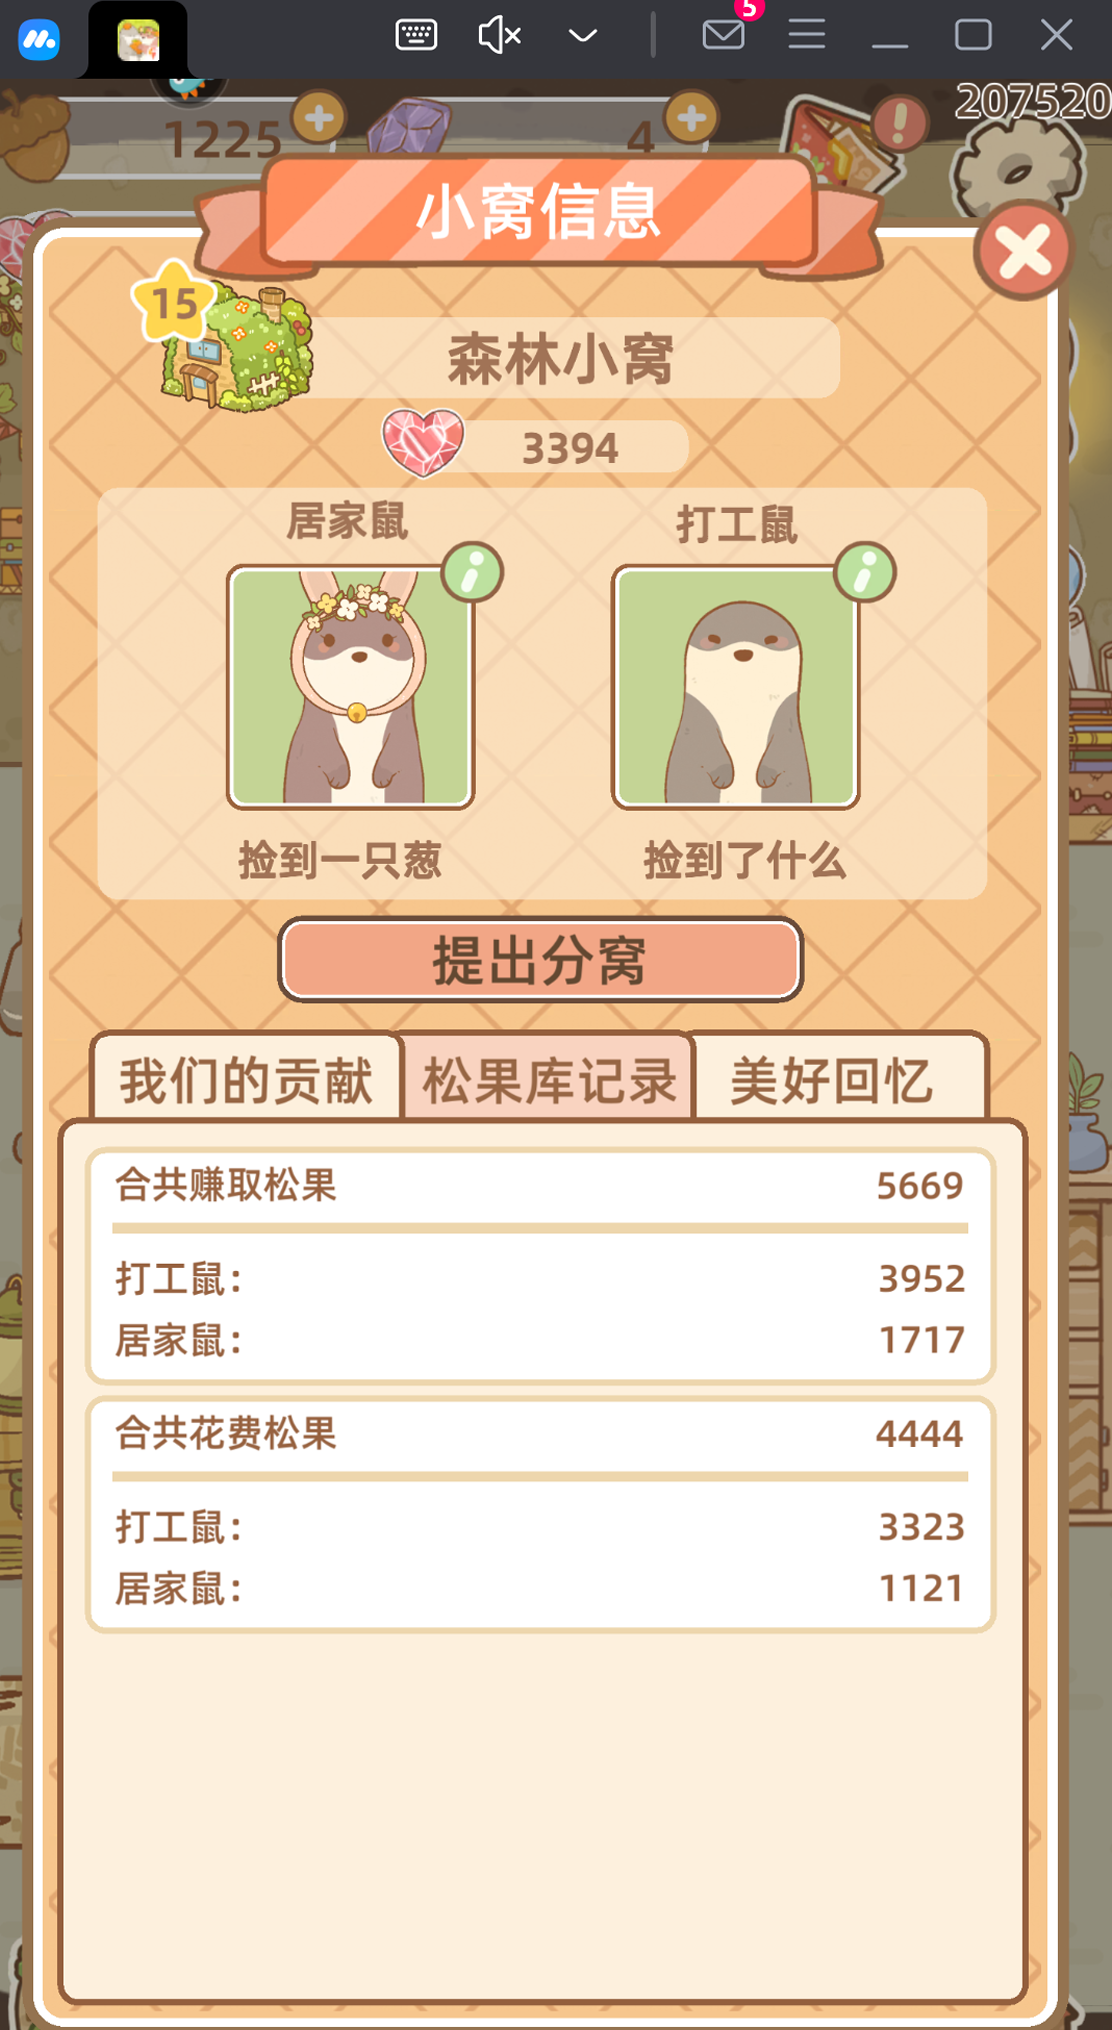 5
207520
1225
4
小窝信息
15
森林小窝
3394
居家鼠
打工鼠
捡到一只葱
捡到了什么
提出分窝
我们的贡献
松果库记录
美好回忆
合共赚取松果 5669
打工鼠： 3952
居家鼠： 1717
合共花费松果 4444
打工鼠： 3323
居家鼠： 1121